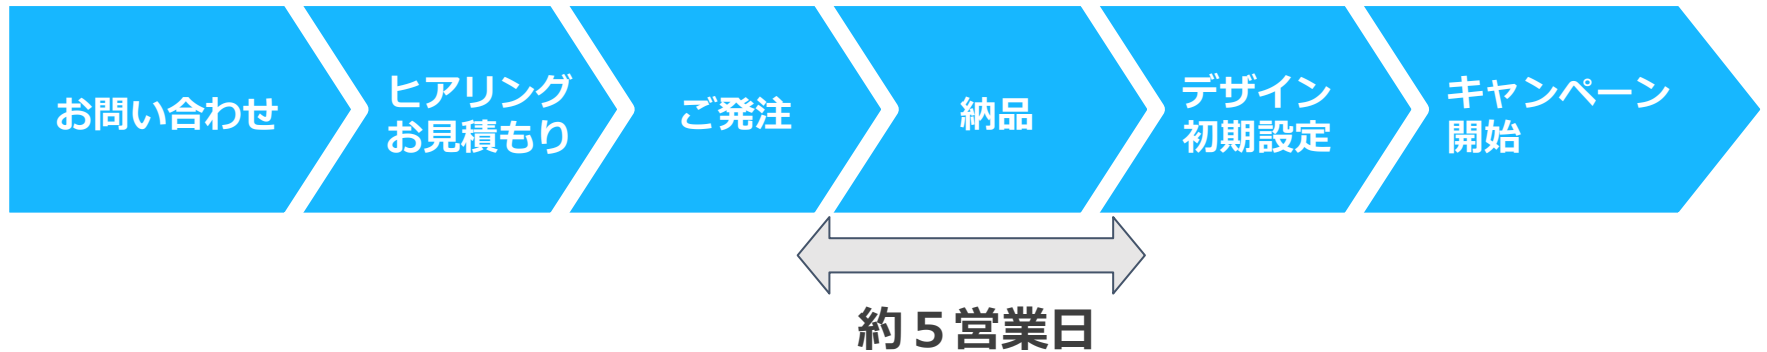 お問い合わせ
ヒアリング
お見積もり
ご発注
納品
デザイン
初期設定
キャンペーン
開始
約５営業日